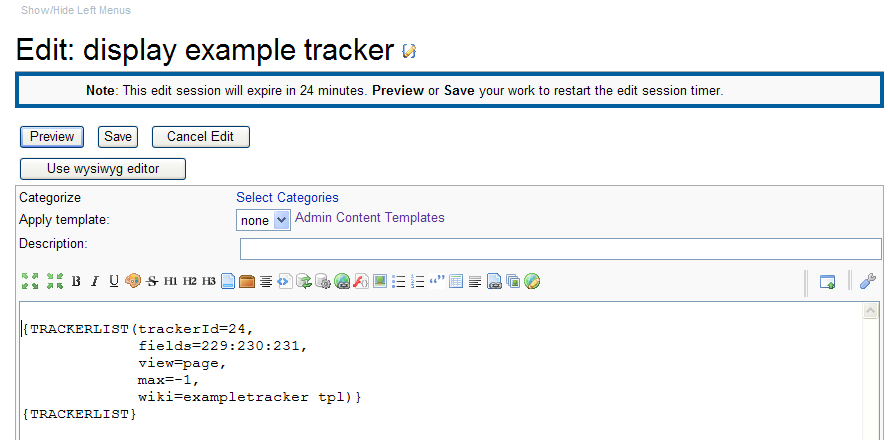 Show/Hide Left Menus
Edit: display example tracker
Note: This edit session will expire in 24 minutes. Preview or Save your work to restart the edit session timer.
Preview Save Cancel Edit
Use wysiwyg editor
Categorize Select Categories
Apply template: none Admin Content Templates
Description:
B I U S H1 H2 H3
{TRACKERLIST(trackerId=24,
fields=229:230:231,
view=page,
max=-1,
wiki=exampletracker tpl)}
{TRACKERLIST}